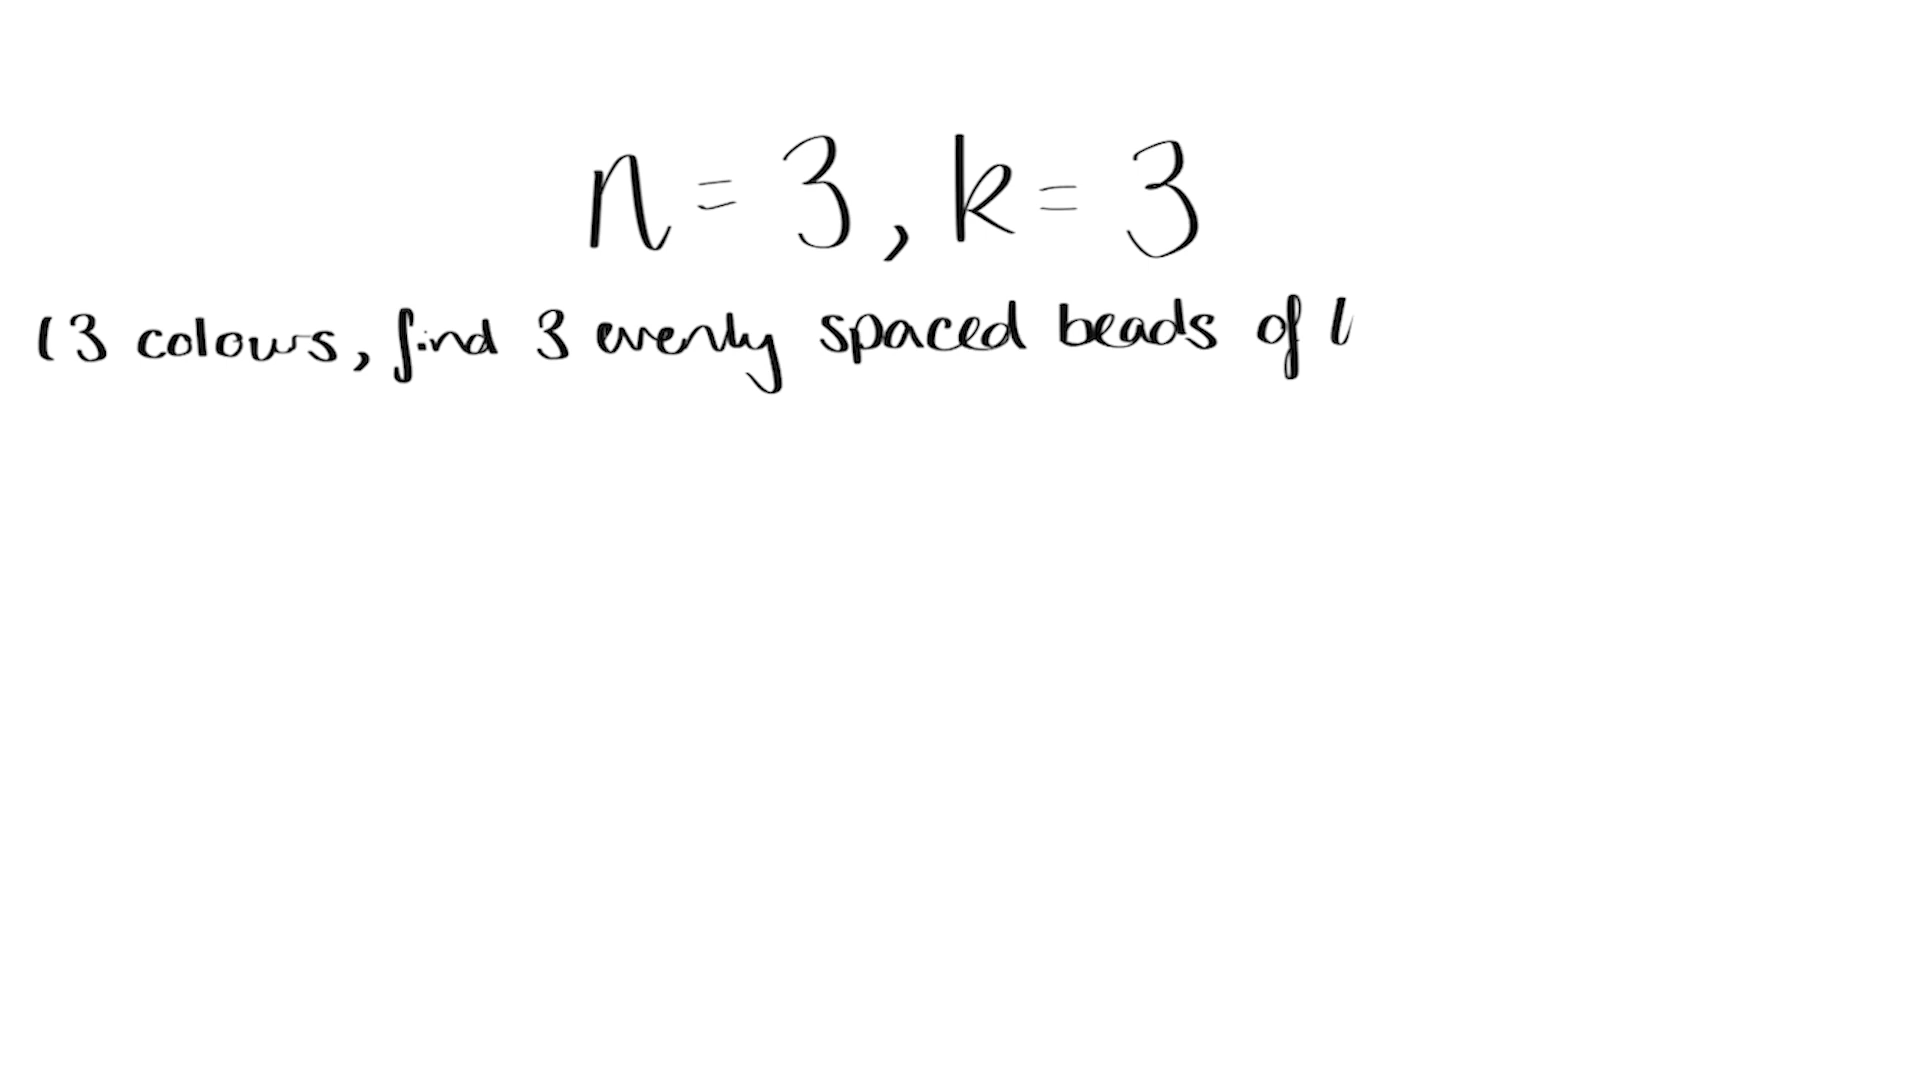 n = 3, k = 3
(3 colours, find 3 evenly spaced beads of